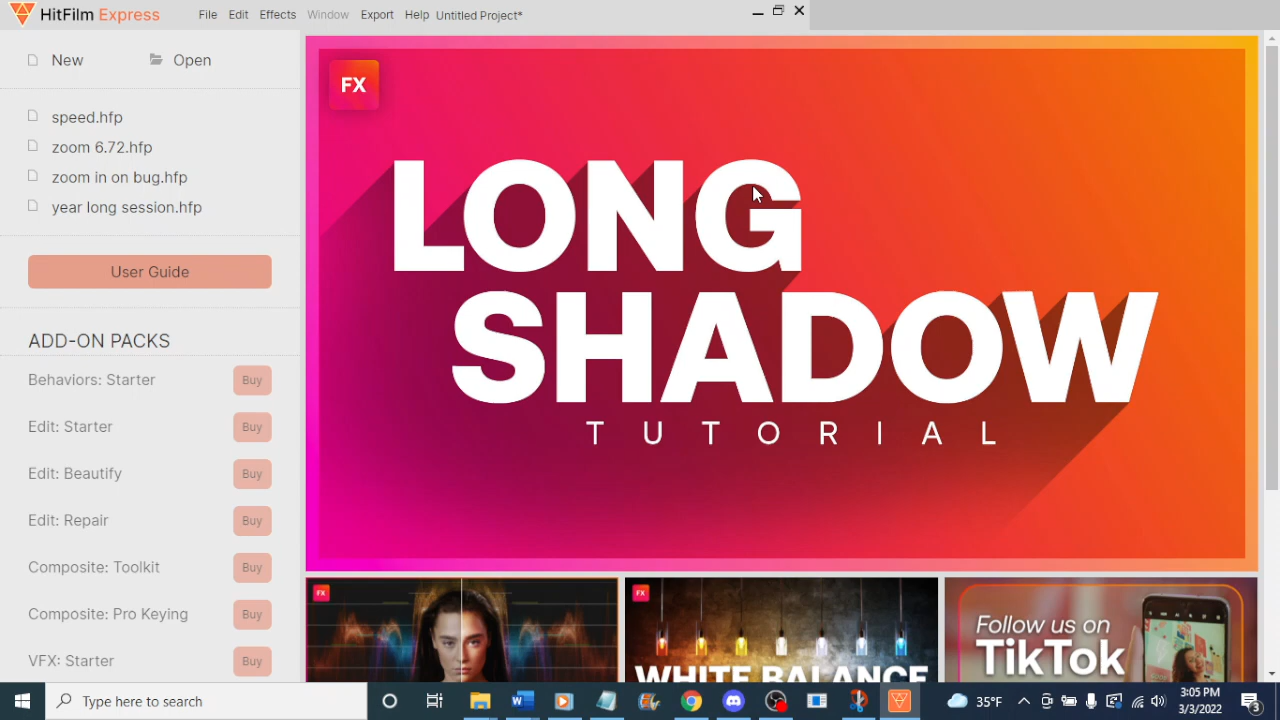 HitFilm Express
File Edit Effects Window Export Help Untitled Project*
New Open
speed.hfp
zoom 6.72.hfp
zoom in on bug.hfp
year long session.hfp
User Guide
ADD-ON PACKS
Behaviors: Starter Buy
Edit: Starter Buy
Edit: Beautify Buy
Edit: Repair Buy
Composite: Toolkit Buy
Composite: Pro Keying Buy
VFX: Starter Buy
FX
LONG
SHADOW
TUTORIAL
FX
FX
WHITE BALANCE
Follow us on
TikTok
Type here to search
35°F
3:05 PM
3/3/2022
3